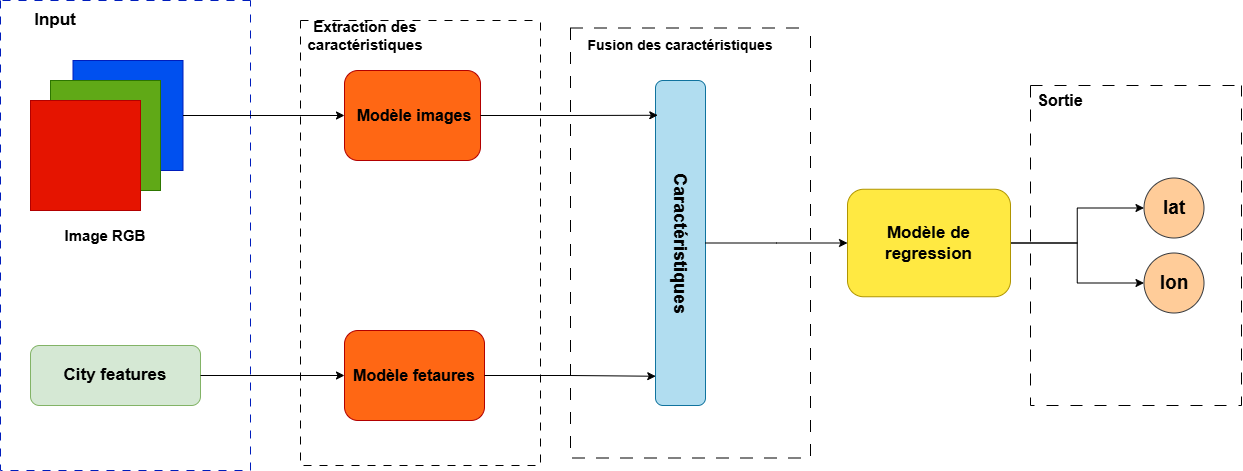 Input
Image RGB
City features
Extraction des
caractéristiques
Modèle images
Modèle fetaures
Fusion des caractéristiques
Caractéristiques
Modèle de
regression
Sortie
lat
lon